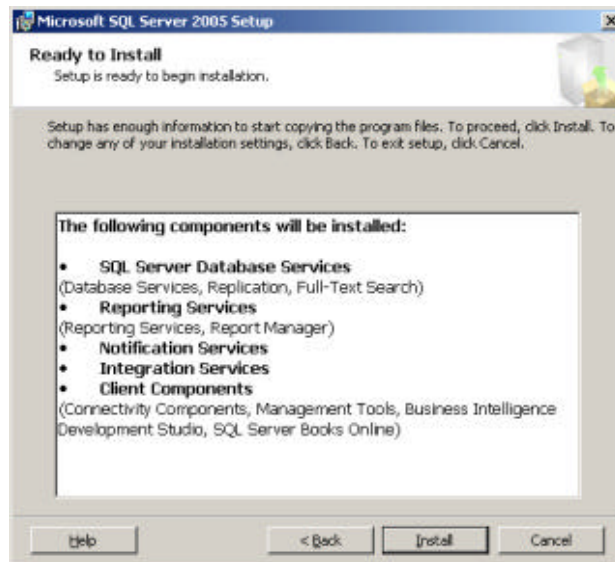 Microsoft SQL Server 2005 Setup
Ready to Install
Setup is ready to begin installation.
Setup has enough information to start copying the program files. To proceed, click Install. To
change any of your installation settings, click Back. To exit setup, click Cancel.
The following components will be installed:
• SQL Server Database Services
(Database Services, Replication, Full-Text Search)
• Reporting Services
(Reporting Services, Report Manager)
• Notification Services
• Integration Services
• Client Components
(Connectivity Components, Management Tools, Business Intelligence
Development Studio, SQL Server Books Online)
Help < Back Install Cancel